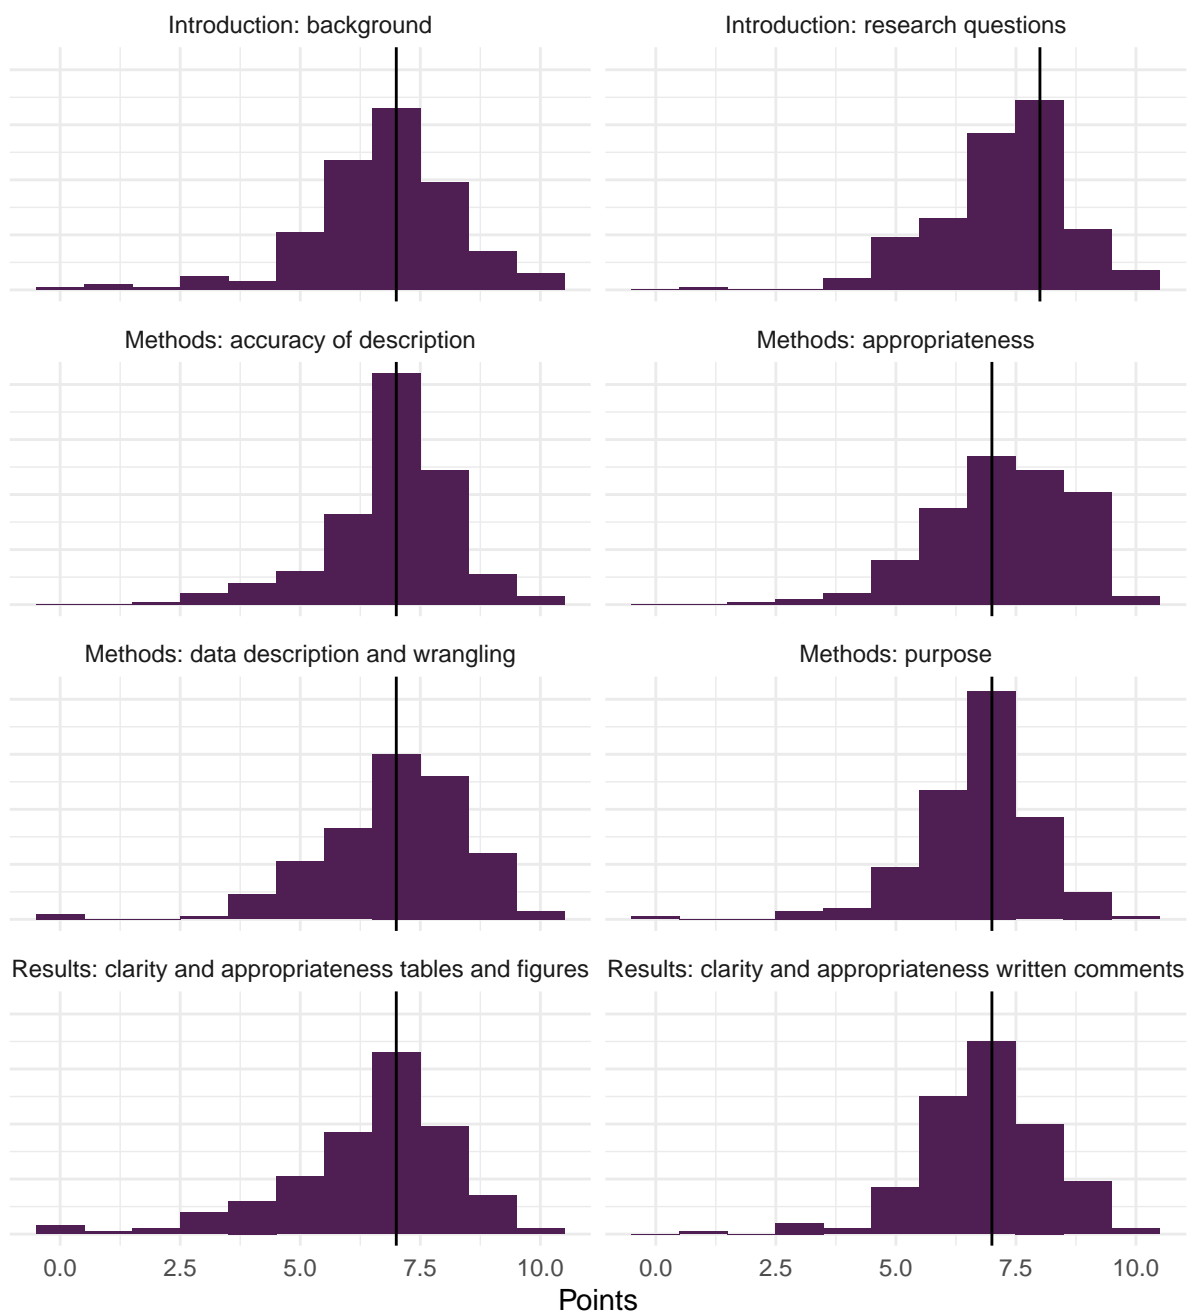 Introduction: background
Introduction: research questions
Methods: accuracy of description
Methods: appropriateness
Methods: data description and wrangling
Methods: purpose
Results: clarity and appropriateness tables and figures
Results: clarity and appropriateness written comments
0.0 2.5 5.0 7.5 10.0
0.0 2.5 5.0 7.5 10.0
Points